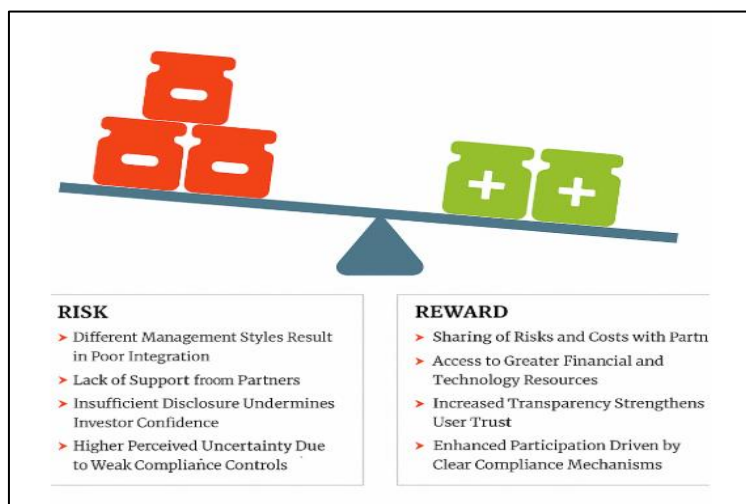 RISK
➤ Different Management Styles Result
in Poor Integration
➤ Lack of Support froom Partners
➤ Insufficient Disclosure Undermines
Investor Confidence
➤ Higher Perceived Uncertainty Due
to Weak Compliance Controls
REWARD
➤ Sharing of Risks and Costs with Partn
➤ Access to Greater Financial and
Technology Resources
➤ Increased Transparency Strengthens
User Trust
➤ Enhanced Participation Driven by
Clear Compliance Mechanisms